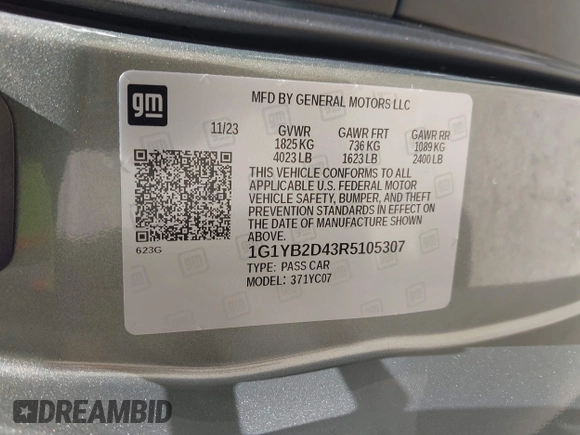 gm
MFD BY GENERAL MOTORS LLC
11/23 GVWR GAWR FRT GAWR RR
1825 KG 736 KG 1089 KG
4023 LB 1623 LB 2400 LB
THIS VEHICLE CONFORMS TO ALL
APPLICABLE U.S. FEDERAL MOTOR
VEHICLE SAFETY, BUMPER, AND THEFT
PREVENTION STANDARDS IN EFFECT ON
THE DATE OF MANUFACTURE SHOWN
ABOVE.
623G
1G1YB2D43R5105307
TYPE: PASS CAR
MODEL: 371YC07
DREAMBID